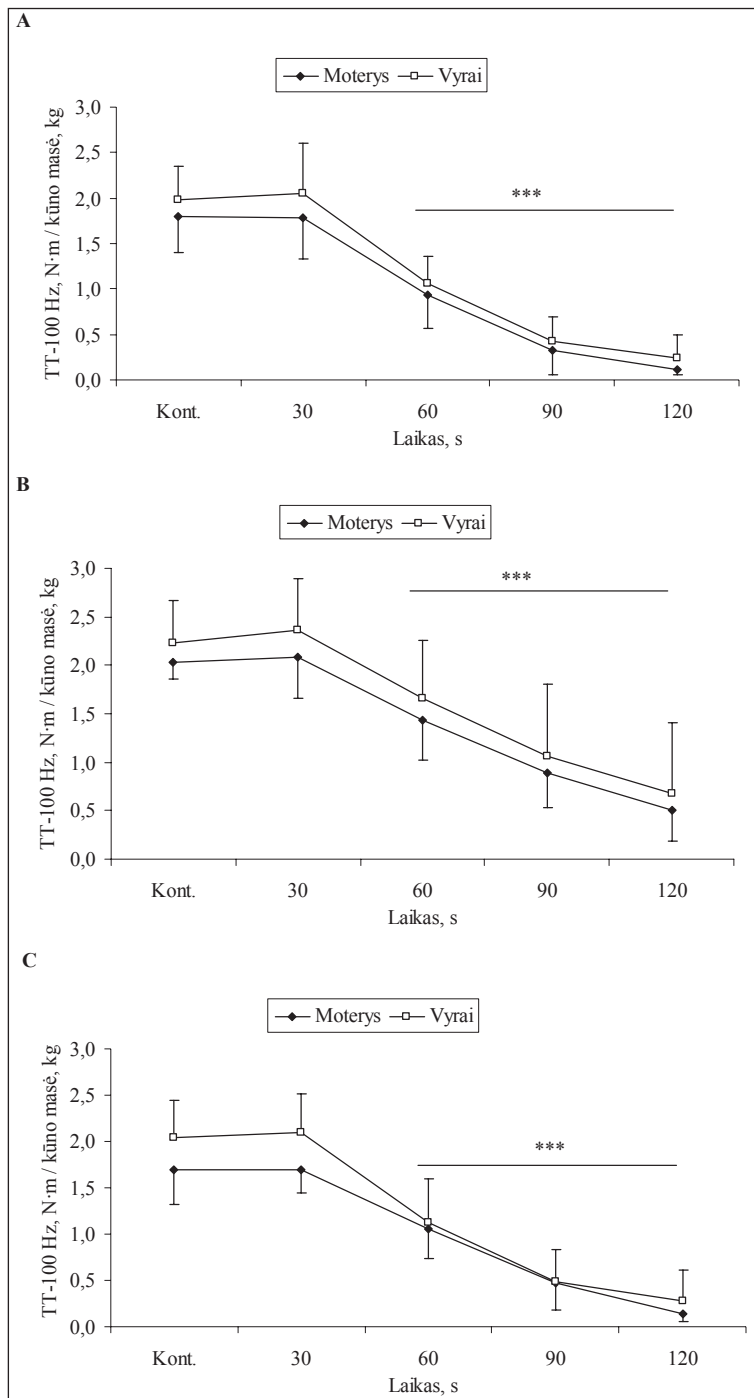 A
Moterys Vyrai
TT-100 Hz, N·m / kūno masė, kg
3,0
2,5
2,0
1,5
1,0
0,5
0,0
***
Kont. 30 60 90 120
Laikas, s
B
Moterys Vyrai
TT-100 Hz, N·m / kūno masė, kg
3,0
2,5
2,0
1,5
1,0
0,5
0,0
***
Kont. 30 60 90 120
Laikas, s
C
Moterys Vyrai
TT-100 Hz, N·m / kūno masė, kg
3,0
2,5
2,0
1,5
1,0
0,5
0,0
***
Kont. 30 60 90 120
Laikas, s